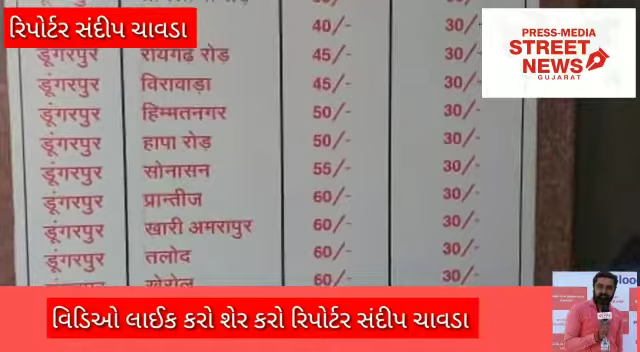 રિપોર્ટર સંદીપ ચાવડા
PRESS-MEDIA
STREET
NEWS
GUJARAT
40/- 30/-
डूंगरपुर रायगढ रोड़ 45/- 30/-
डूंगरपुर विरावाड़ा 45/- 30/-
डूंगरपुर हिम्मतनगर 50/- 30/-
डूंगरपुर हापा रोड़ 50/- 30/-
डूंगरपुर सोनासन 55/- 30/-
डूंगरपुर प्रान्तीज 60/- 30/-
डूंगरपुर खारी अमरापुर 60/- 30/-
डूंगरपुर तलोद 60/- 30/-
60/- 30/-
વિડિઓ લાઈક કરો શેર કરો રિપોર્ટર સંદીપ ચાવડા